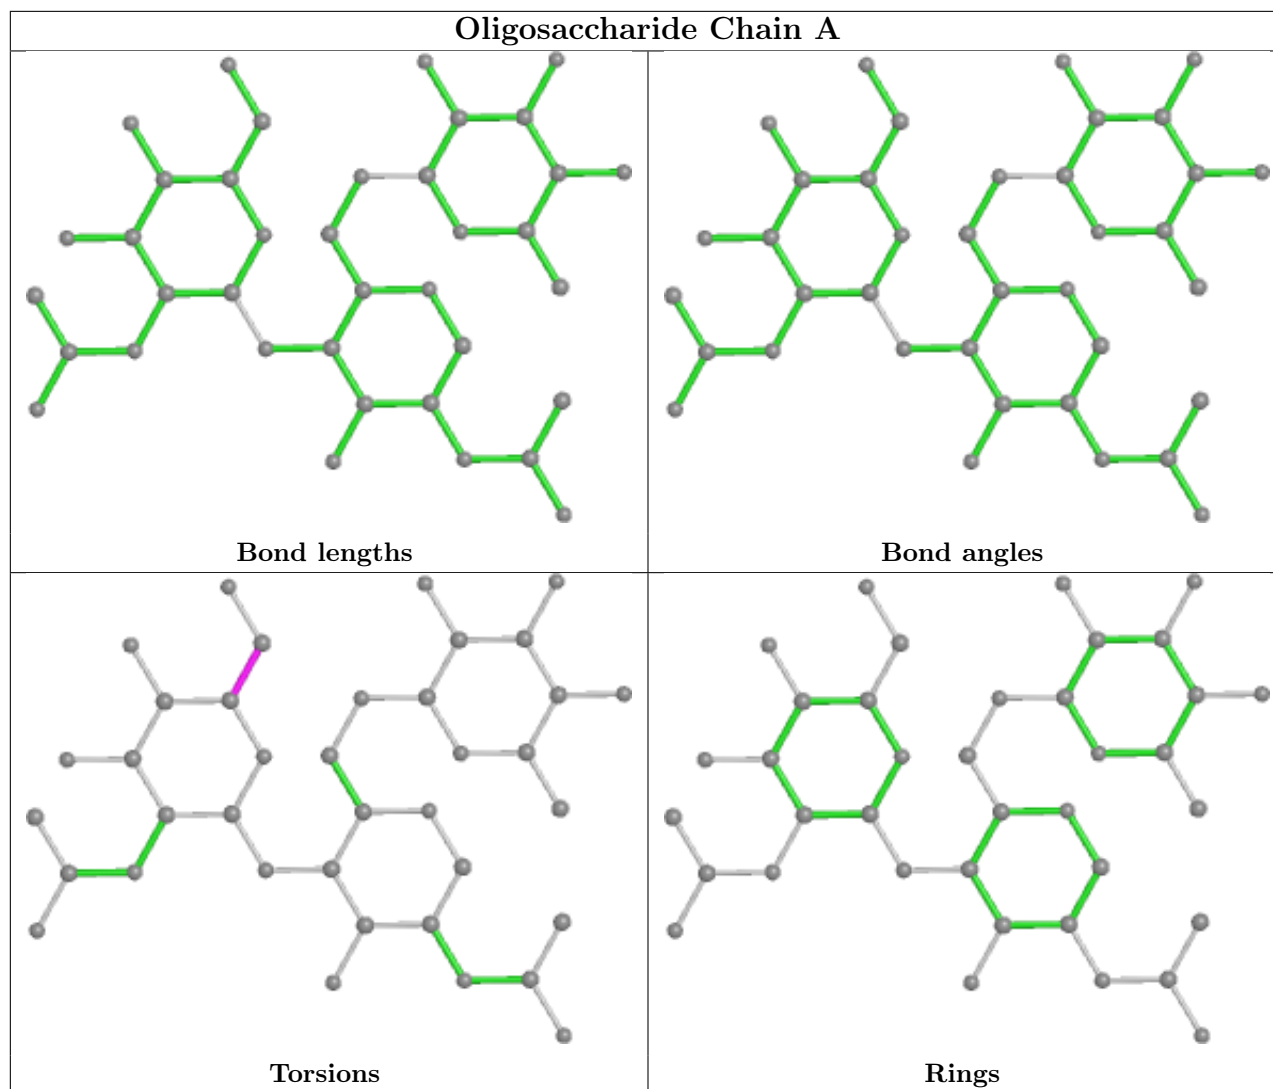 Oligosaccharide Chain A
Bond lengths
Bond angles
Torsions
Rings